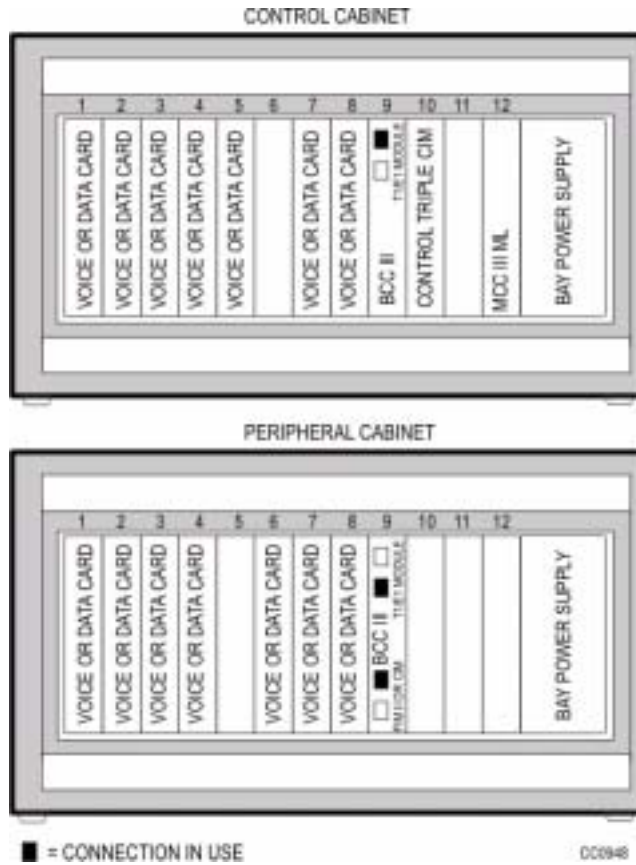 CONTROL CABINET
1 2 3 4 5 6 7 8 9 10 11 12
VOICE OR DATA CARD
VOICE OR DATA CARD
VOICE OR DATA CARD
VOICE OR DATA CARD
VOICE OR DATA CARD
VOICE OR DATA CARD
VOICE OR DATA CARD
BCC III
T1/E1 MODULE
CONTROL TRIPLE CIM
MCC III ML
BAY POWER SUPPLY
PERIPHERAL CABINET
1 2 3 4 5 6 7 8 9 10 11 12
VOICE OR DATA CARD
VOICE OR DATA CARD
VOICE OR DATA CARD
VOICE OR DATA CARD
VOICE OR DATA CARD
VOICE OR DATA CARD
VOICE OR DATA CARD
FIM II OR CIM
BCC III
T1/E1 MODULE
BAY POWER SUPPLY
= CONNECTION IN USE
CC0948